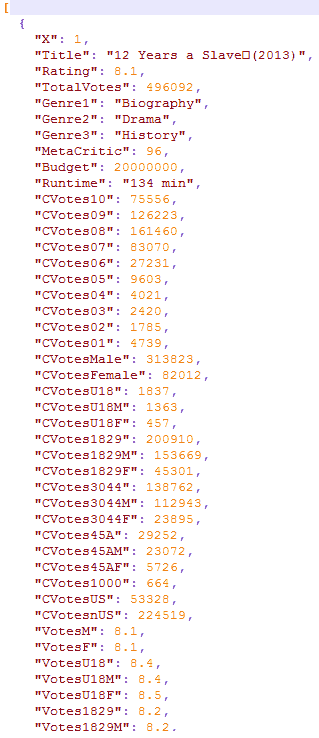 [
{
"X": 1,
"Title": "12 Years a Slave□(2013)",
"Rating": 8.1,
"TotalVotes": 496092,
"Genre1": "Biography",
"Genre2": "Drama",
"Genre3": "History",
"MetaCritic": 96,
"Budget": 20000000,
"Runtime": "134 min",
"CVotes10": 75556,
"CVotes09": 126223,
"CVotes08": 161460,
"CVotes07": 83070,
"CVotes06": 27231,
"CVotes05": 9603,
"CVotes04": 4021,
"CVotes03": 2420,
"CVotes02": 1785,
"CVotes01": 4739,
"CVotesMale": 313823,
"CVotesFemale": 82012,
"CVotesU18": 1837,
"CVotesU18M": 1363,
"CVotesU18F": 457,
"CVotes1829": 200910,
"CVotes1829M": 153669,
"CVotes1829F": 45301,
"CVotes3044": 138762,
"CVotes3044M": 112943,
"CVotes3044F": 23895,
"CVotes45A": 29252,
"CVotes45AM": 23072,
"CVotes45AF": 5726,
"CVotes1000": 664,
"CVotesUS": 53328,
"CVotesnUS": 224519,
"VotesM": 8.1,
"VotesF": 8.1,
"VotesU18": 8.4,
"VotesU18M": 8.4,
"VotesU18F": 8.5,
"Votes1829": 8.2,
"Votes1829M": 8.2,